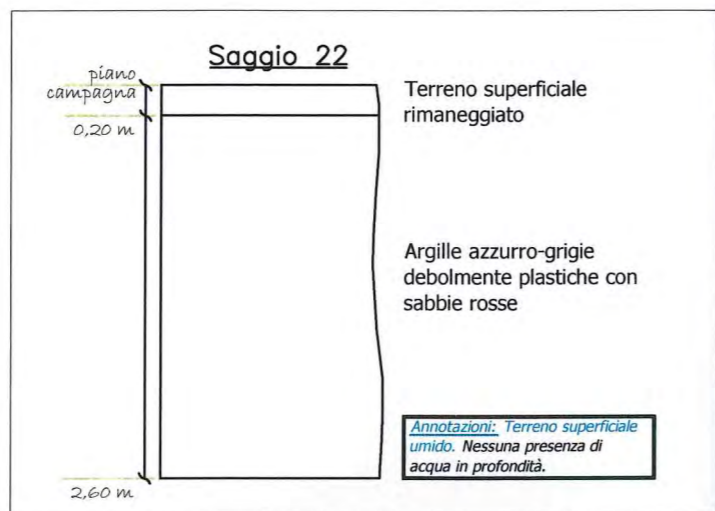 Saggio 22
piano
campagna
0,20 m
Terreno superficiale
rimaneggiato
Argille azzurro-grigie
debolmente plastiche con
sabbie rosse
Annotazioni: Terreno superficiale
umido. Nessuna presenza di
acqua in profondità.
2,60 m